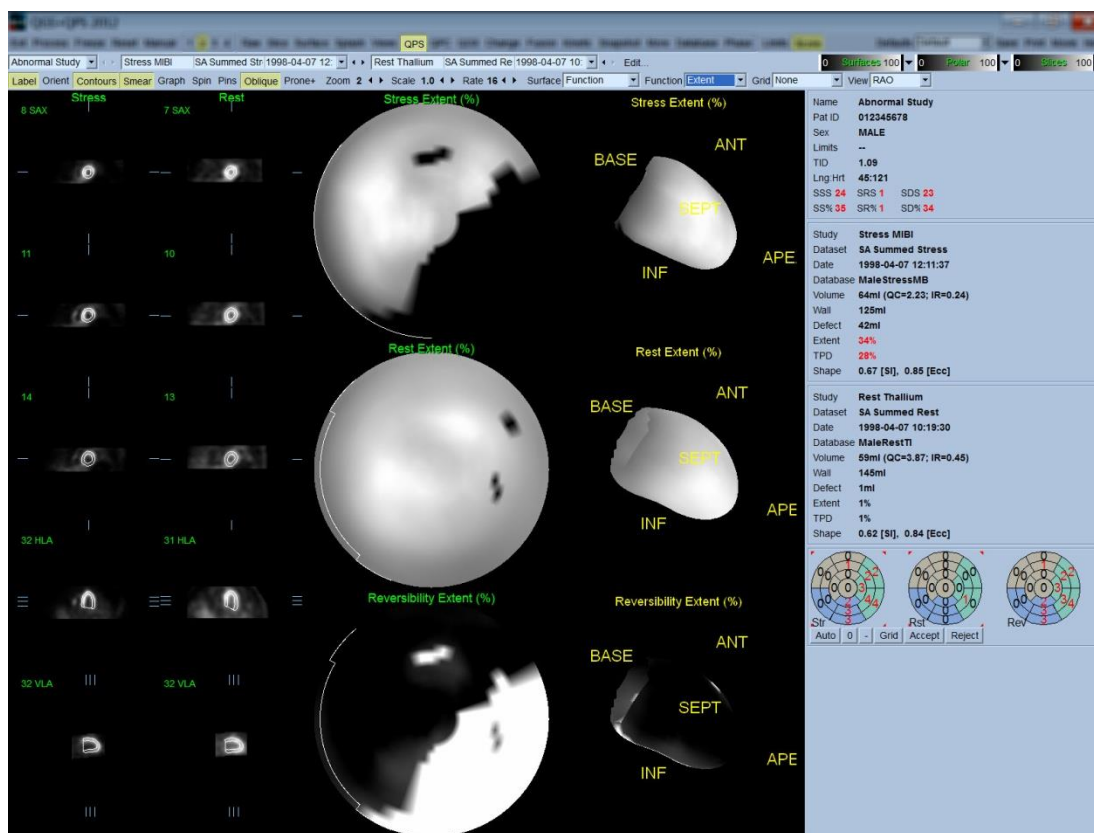 QGS+QPS 2012
QPS
Abnormal Study Stress MIBI SA Summed Str 1998-04-07 12: Rest Thallium SA Summed Re 1998-04-07 10: Edit... 0 Surfaces 100 0 Polar 100 0 Slices 100
Label Orient Contours Smear Graph Spin Pins Oblique Prone+ Zoom 2 Scale 1.0 Rate 16 Surface Function Function Extent Grid None View RAO
Stress Rest
8 SAX 7 SAX
11 10
14 13
32 HLA 31 HLA
32 VLA 32 VLA
Stress Extent (%)
Stress Extent (%)
ANT
BASE
SEPT
INF
APE
Rest Extent (%)
Rest Extent (%)
ANT
BASE
SEPT
INF
APE
Reversibility Extent (%)
Reversibility Extent (%)
ANT
BASE
SEPT
INF
APE
Name Abnormal Study
Pat ID 012345678
Sex MALE
Limits --
TID 1.09
Lng:Hrt 45:121
SSS 24 SRS 1 SDS 23
SS% 35 SR% 1 SD% 34
Study Stress MIBI
Dataset SA Summed Stress
Date 1998-04-07 12:11:37
Database MaleStressMB
Volume 64ml (QC=2.23; IR=0.24)
Wall 125ml
Defect 42ml
Extent 34%
TPD 28%
Shape 0.67 [SI], 0.85 [Ecc]
Study Rest Thallium
Dataset SA Summed Rest
Date 1998-04-07 10:19:30
Database MaleRestTl
Volume 59ml (QC=3.87; IR=0.45)
Wall 145ml
Defect 1ml
Extent 1%
TPD 1%
Shape 0.62 [SI], 0.84 [Ecc]
Str Rst Rev
Auto 0 - Grid Accept Reject